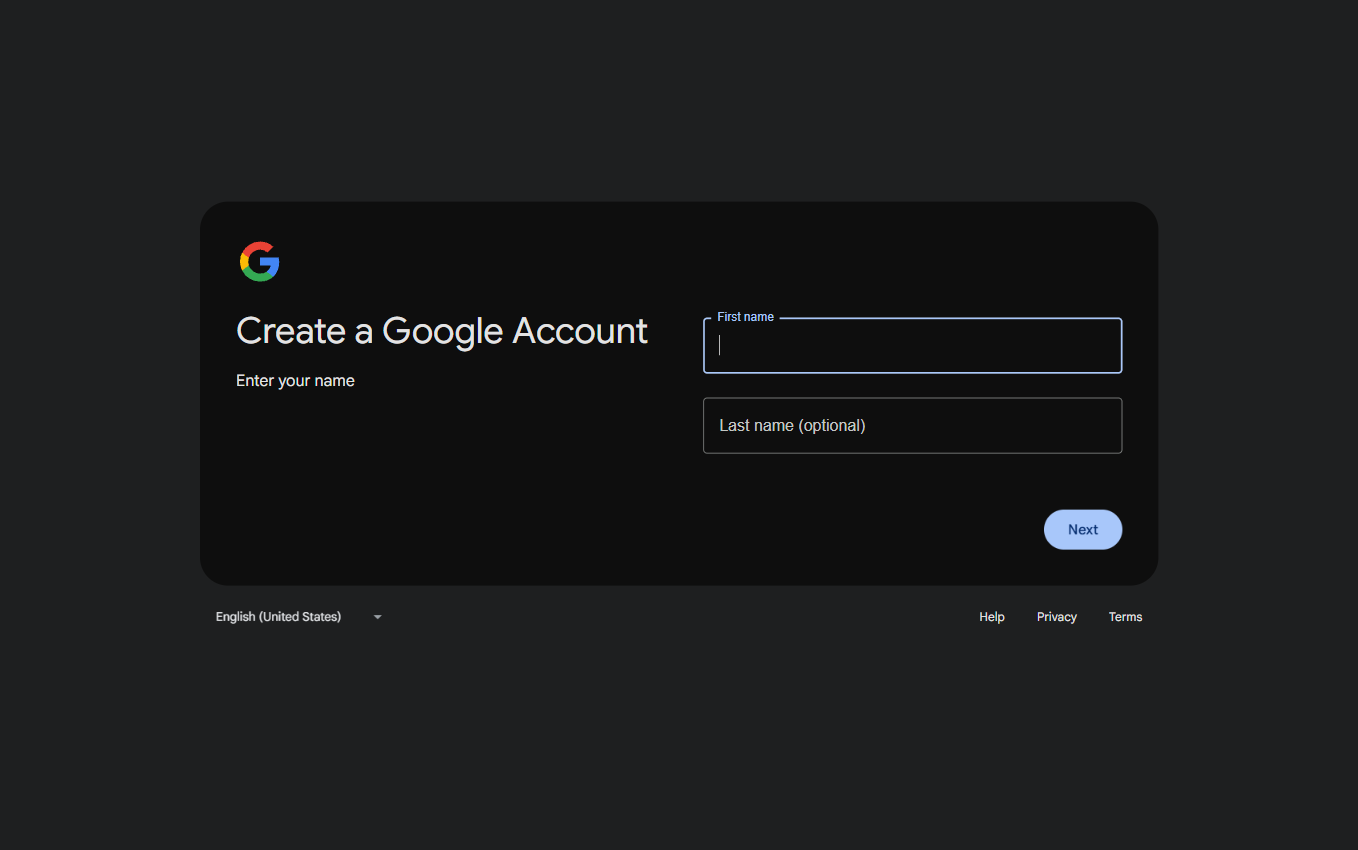 Create a Google Account
Enter your name
First name
Last name (optional)
Next
English (United States)
Help
Privacy
Terms